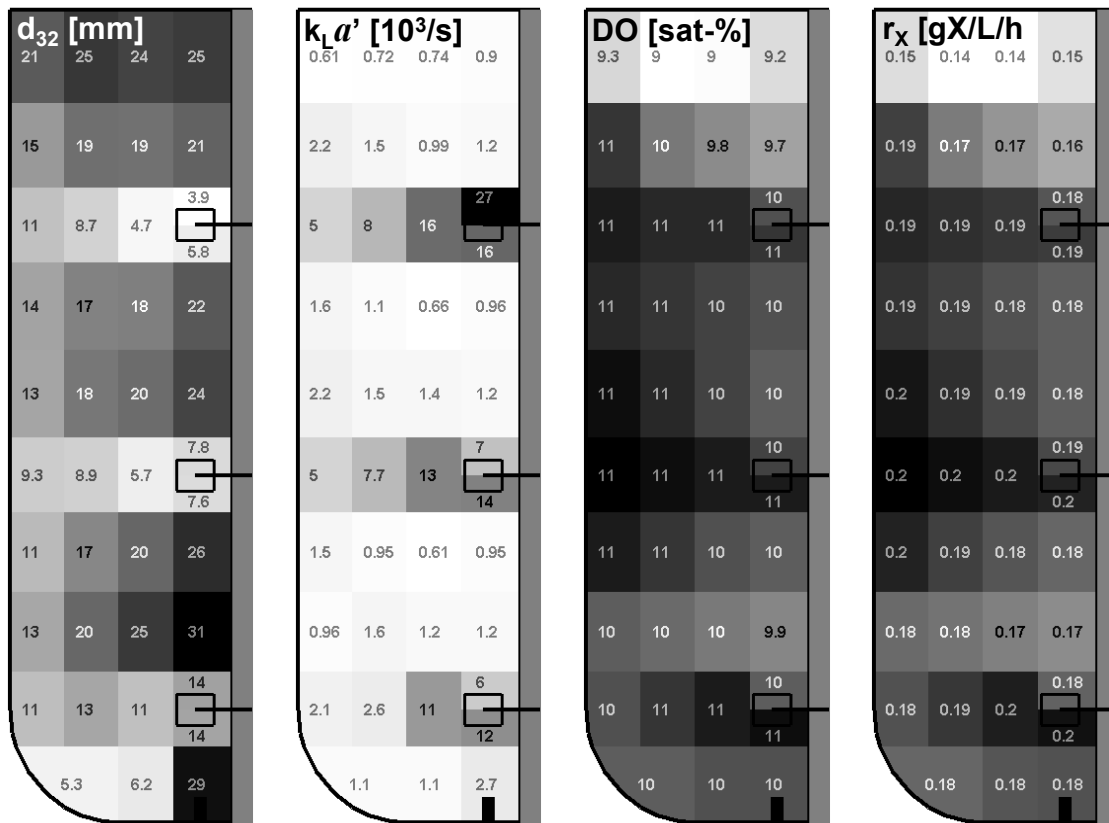 d32 [mm] kLa' [10³/s] DO [sat-%] rX [gX/L/h
21 25 24 25 0.61 0.72 0.74 0.9 9.3 9 9 9.2 0.15 0.14 0.14 0.15
15 19 19 21 2.2 1.5 0.99 1.2 11 10 9.8 9.7 0.19 0.17 0.17 0.16
3.9 27 10 0.18
11 8.7 4.7 5 8 16 11 11 11 0.19 0.19 0.19
5.8 16 11 0.19
14 17 18 22 1.6 1.1 0.66 0.96 11 11 10 10 0.19 0.19 0.18 0.18
13 18 20 24 2.2 1.5 1.4 1.2 11 11 10 10 0.2 0.19 0.19 0.18
7.8 7 10 0.19
9.3 8.9 5.7 5 7.7 13 11 11 11 0.2 0.2 0.2
7.6 14 11 0.2
11 17 20 26 1.5 0.95 0.61 0.95 11 11 10 10 0.2 0.19 0.18 0.18
13 20 25 31 0.96 1.6 1.2 1.2 10 10 10 9.9 0.18 0.18 0.17 0.17
14 6 10 0.18
11 13 11 2.1 2.6 11 10 11 11 0.18 0.19 0.2
14 12 11 0.2
5.3 6.2 29 1.1 1.1 2.7 10 10 10 0.18 0.18 0.18